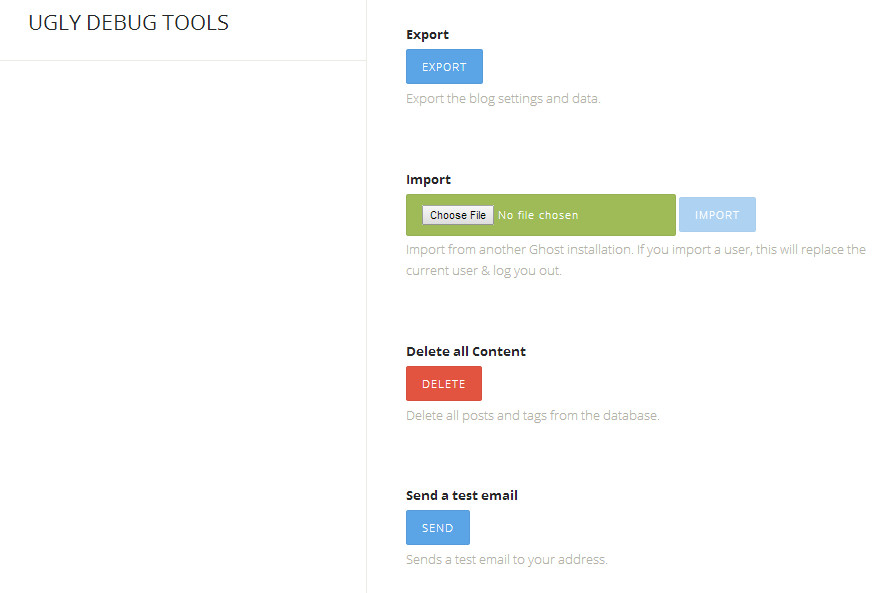 UGLY DEBUG TOOLS
Export
EXPORT
Export the blog settings and data.
Import
Choose File No file chosen
IMPORT
Import from another Ghost installation. If you import a user, this will replace the
current user & log you out.
Delete all Content
DELETE
Delete all posts and tags from the database.
Send a test email
SEND
Sends a test email to your address.